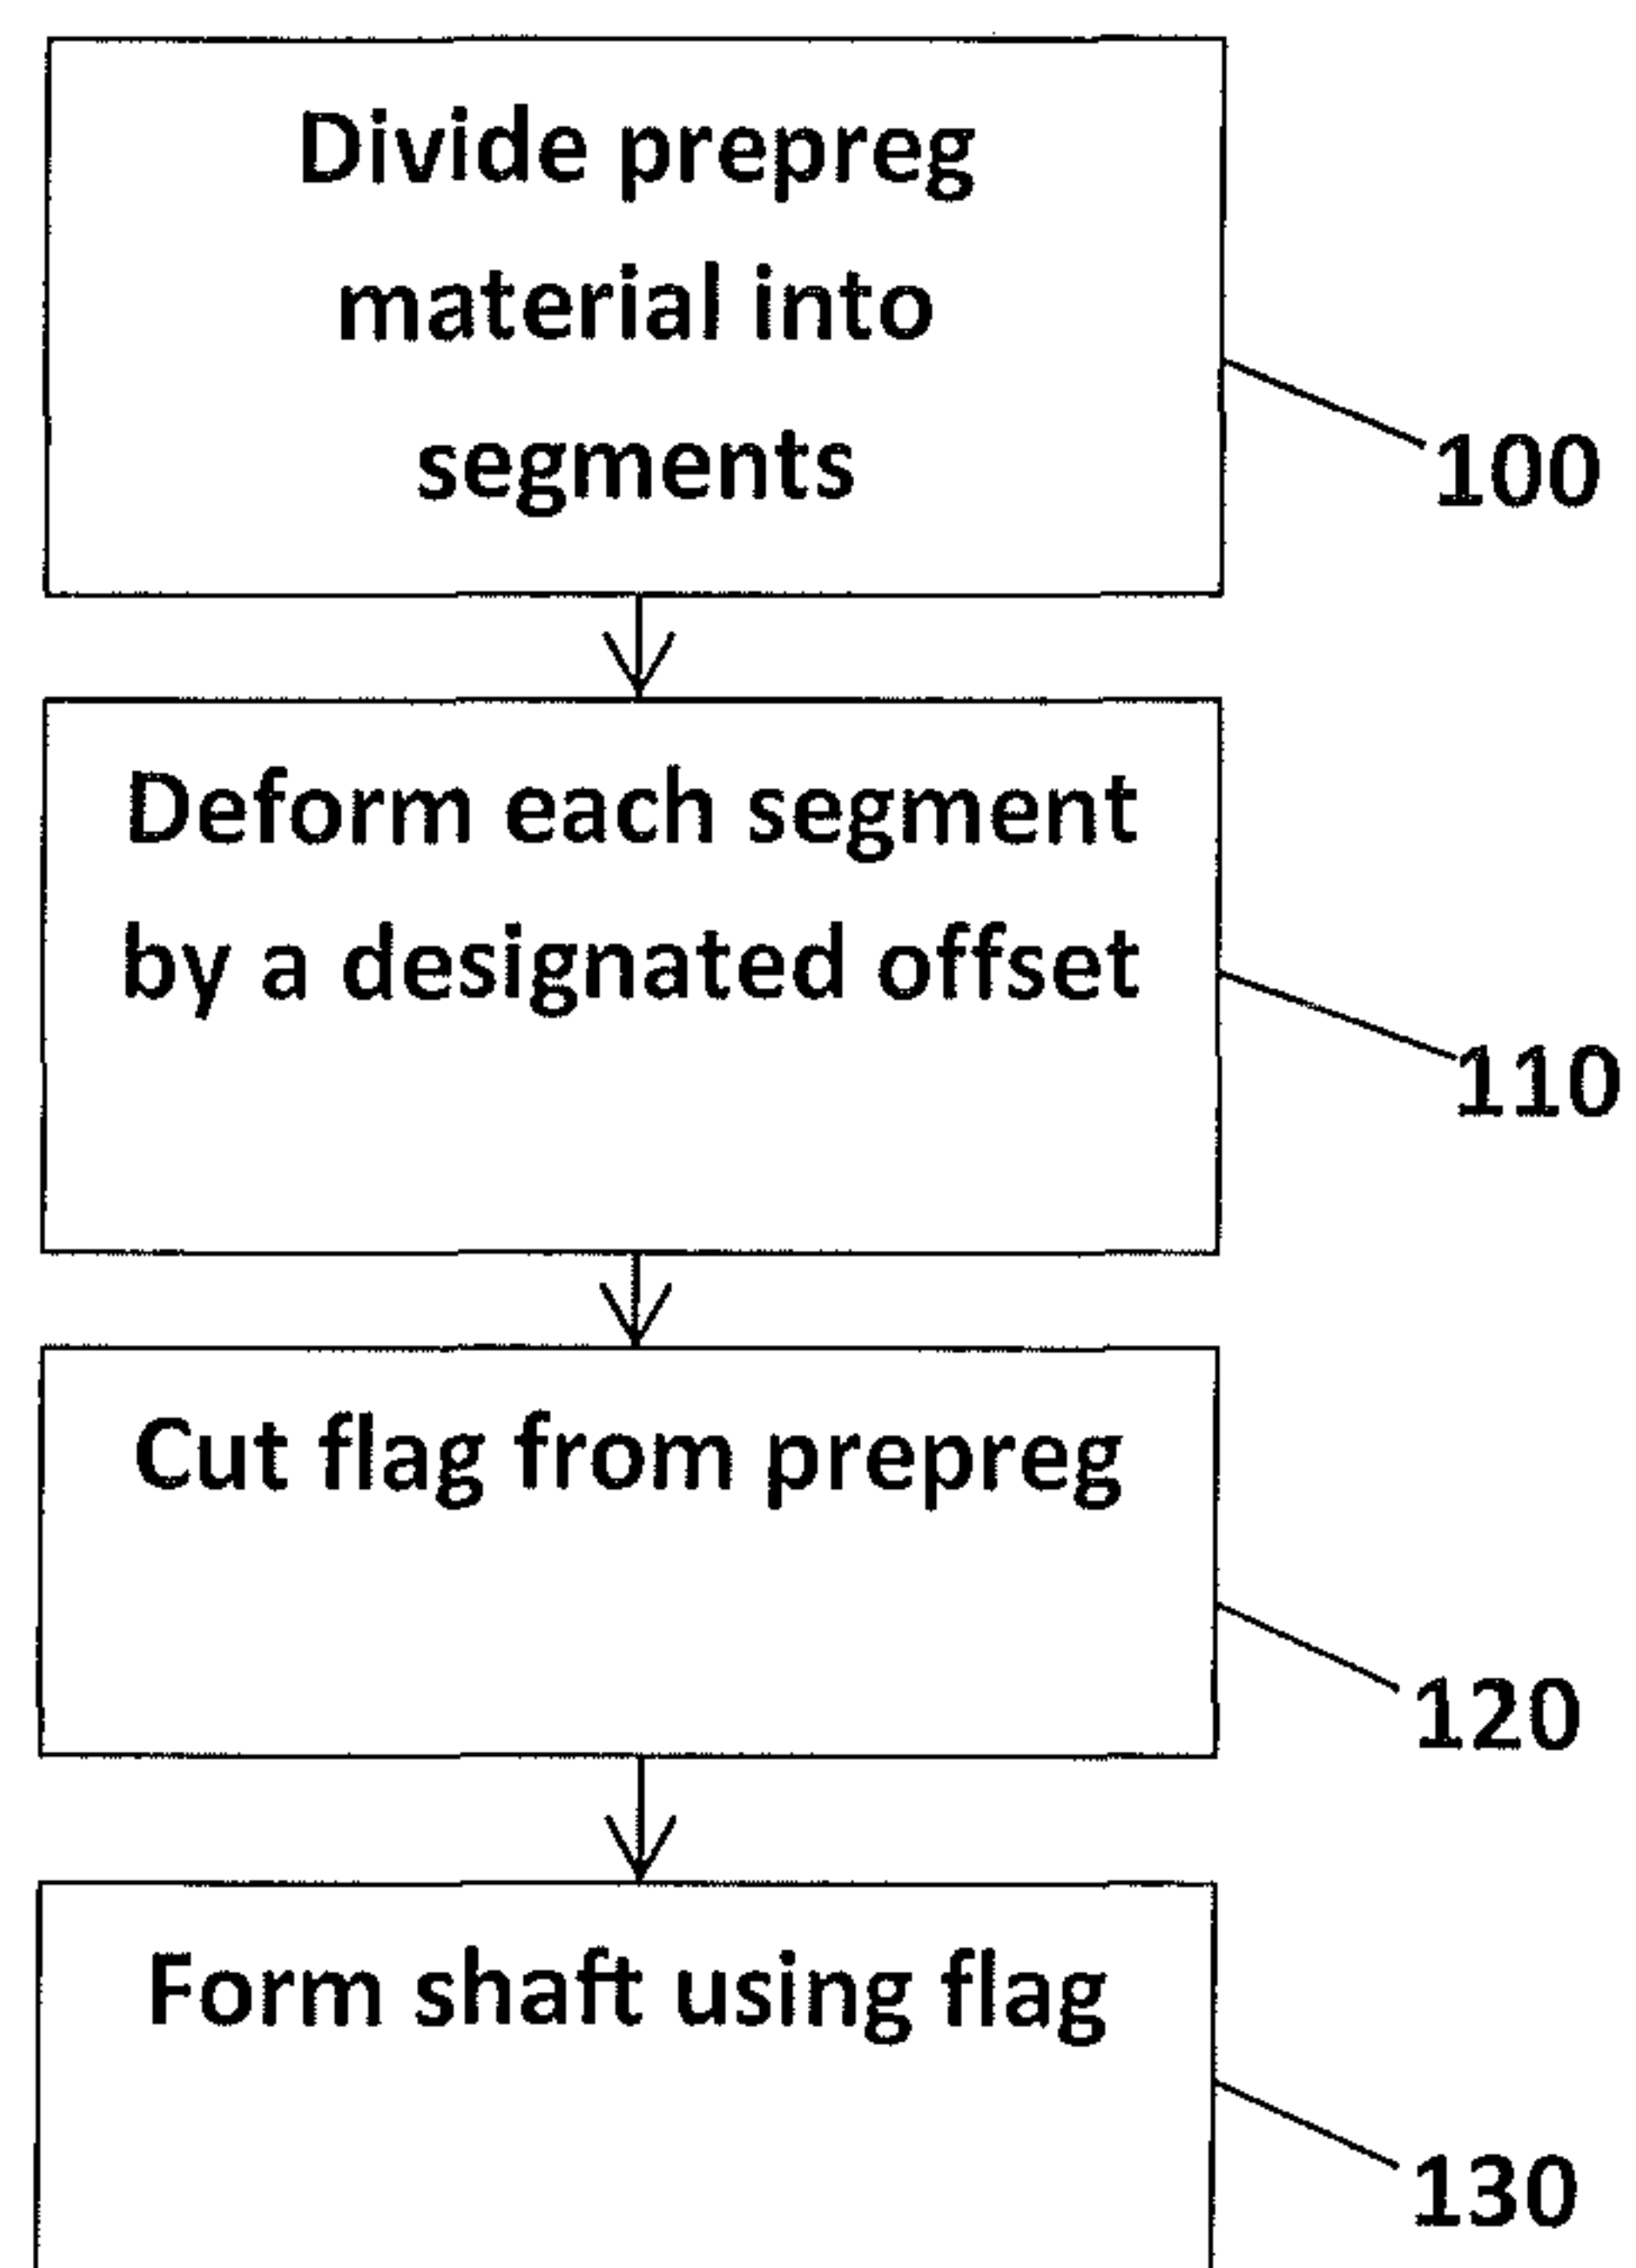 Divide prepreg
material into
segments
100
Deform each segment
by a designated offset
110
Cut flag from prepreg
120
Form shaft using flag
130